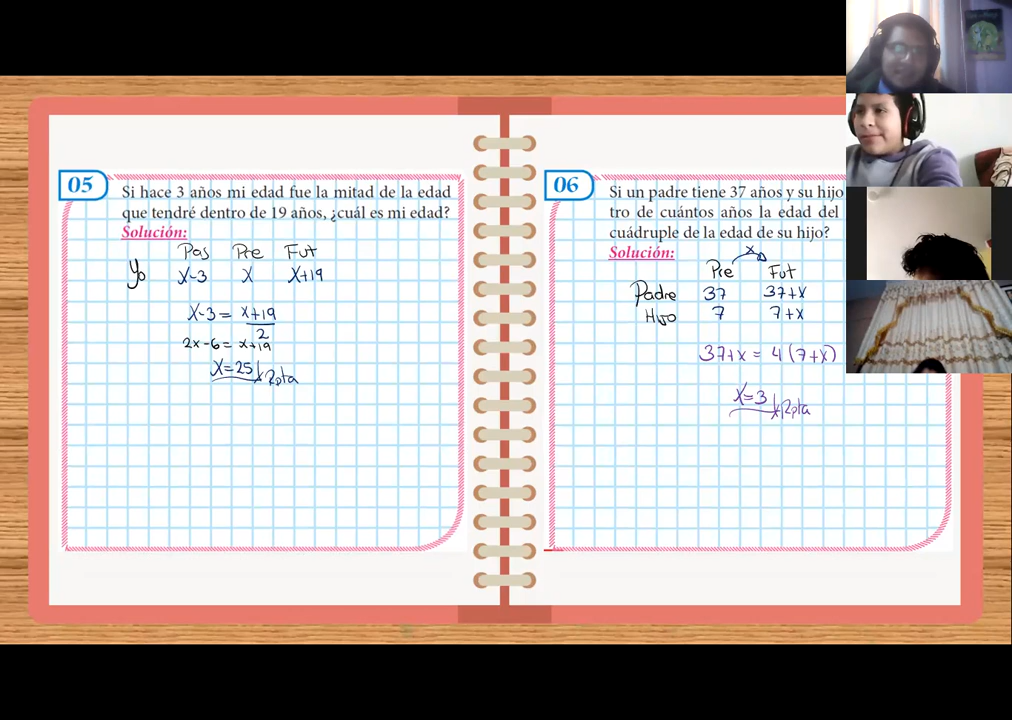 05
Si hace 3 años mi edad fue la mitad de la edad
que tendré dentro de 19 años, ¿cuál es mi edad?
Solución:
Pas Pre Fut
Yo x-3 x x+19
x-3 = x+19
2
2x-6 = x+19
x=25 Rpta
06
Si un padre tiene 37 años y su hijo
tro de cuántos años la edad del
cuádruple de la edad de su hijo?
Solución:
x
Pre Fut
Padre 37 37+x
Hijo 7 7+x
37+x = 4(7+x)
x=3 Rpta